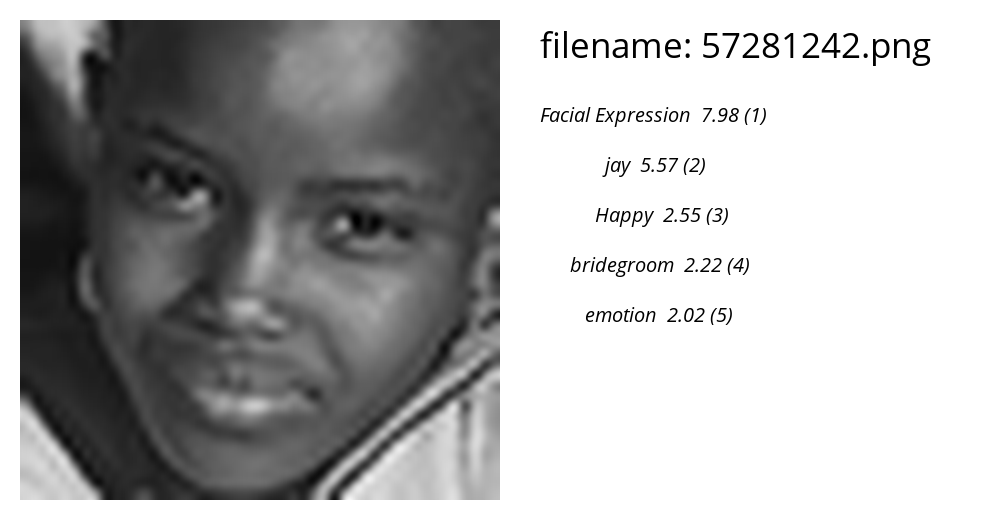 filename: 57281242.png
Facial Expression 7.98 (1)
jay 5.57 (2)
Happy 2.55 (3)
bridegroom 2.22 (4)
emotion 2.02 (5)